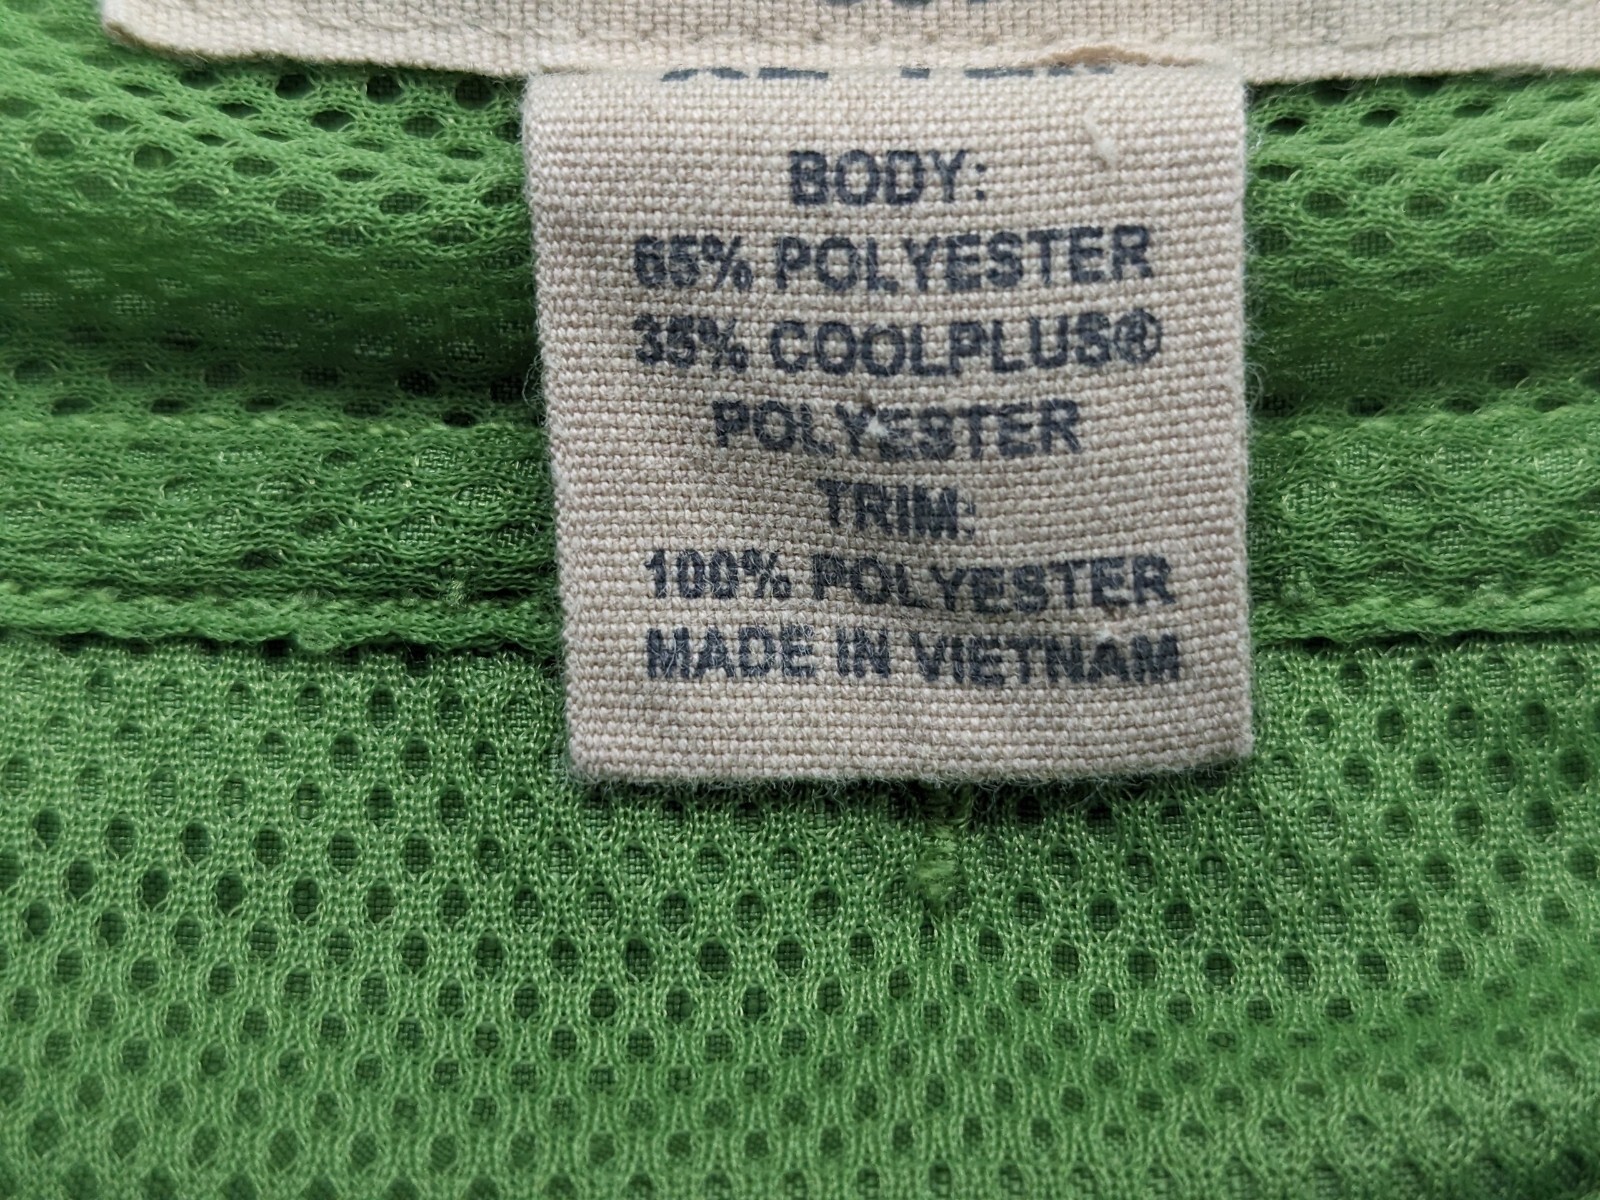 BODY:
65% POLYESTER
35% COOLPLUS®
POLYESTER
TRIM:
100% POLYESTER
MADE IN VIETNAM